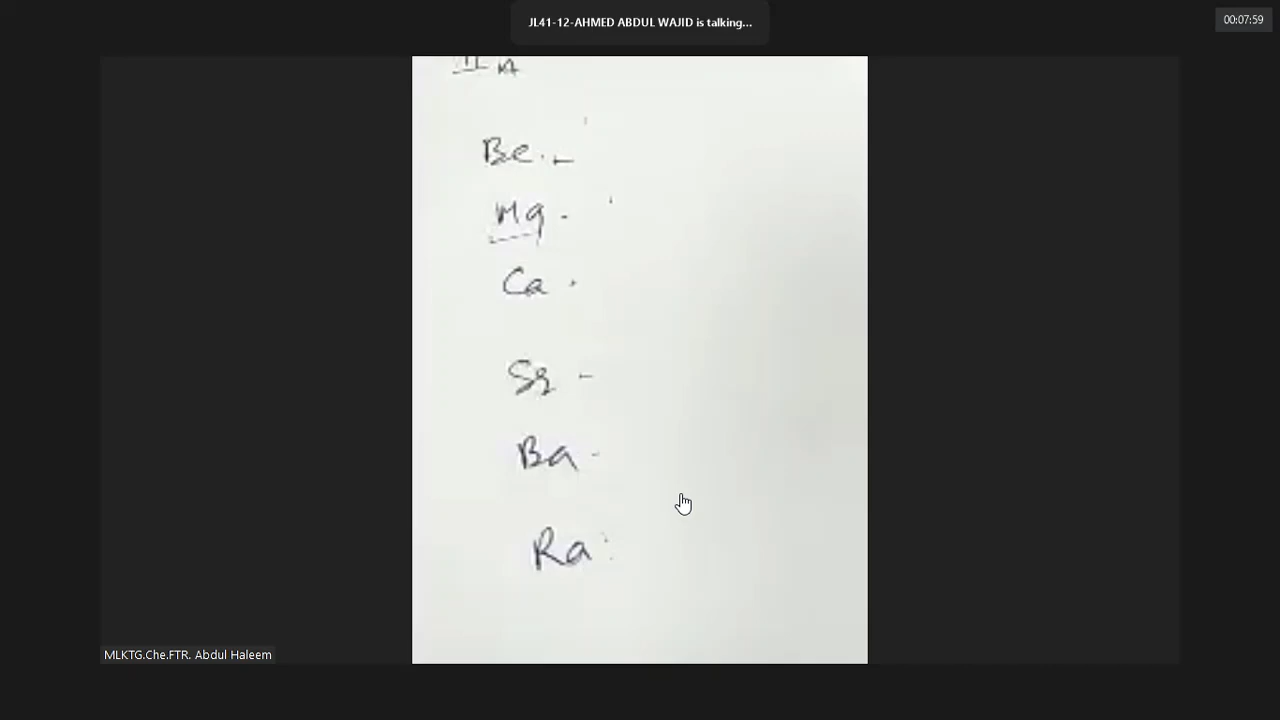 JL41-12-AHMED ABDUL WAJID is talking...
00:07:59
II A
Be. -
Mg -
Ca -
Sr -
Ba -
Ra :
MLKTG.Che.FTR. Abdul Haleem